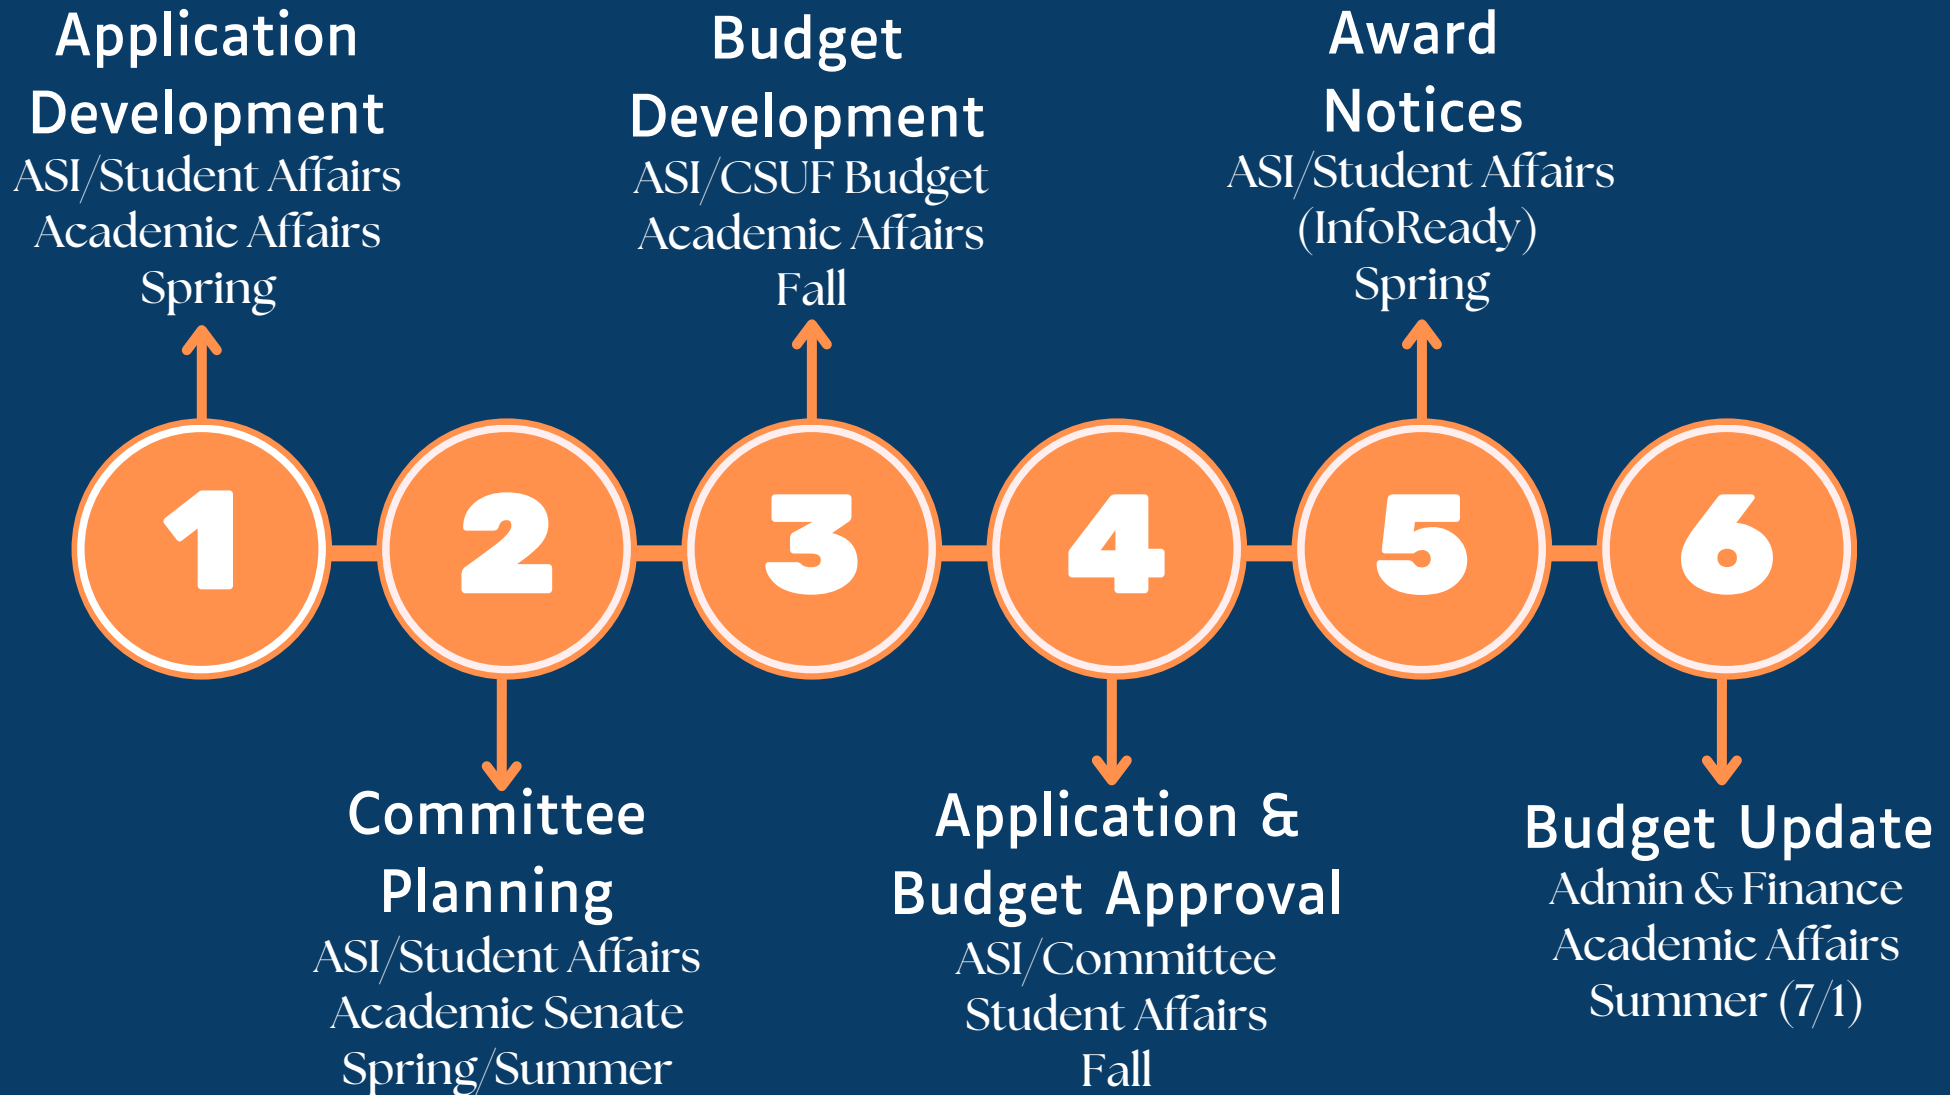 Application
Development
ASI/Student Affairs
Academic Affairs
Spring
Budget
Development
ASI/CSUF Budget
Academic Affairs
Fall
Award
Notices
ASI/Student Affairs
(InfoReady)
Spring
1
2
3
4
5
6
Committee
Planning
ASI/Student Affairs
Academic Senate
Spring/Summer
Application &
Budget Approval
ASI/Committee
Student Affairs
Fall
Budget Update
Admin & Finance
Academic Affairs
Summer (7/1)